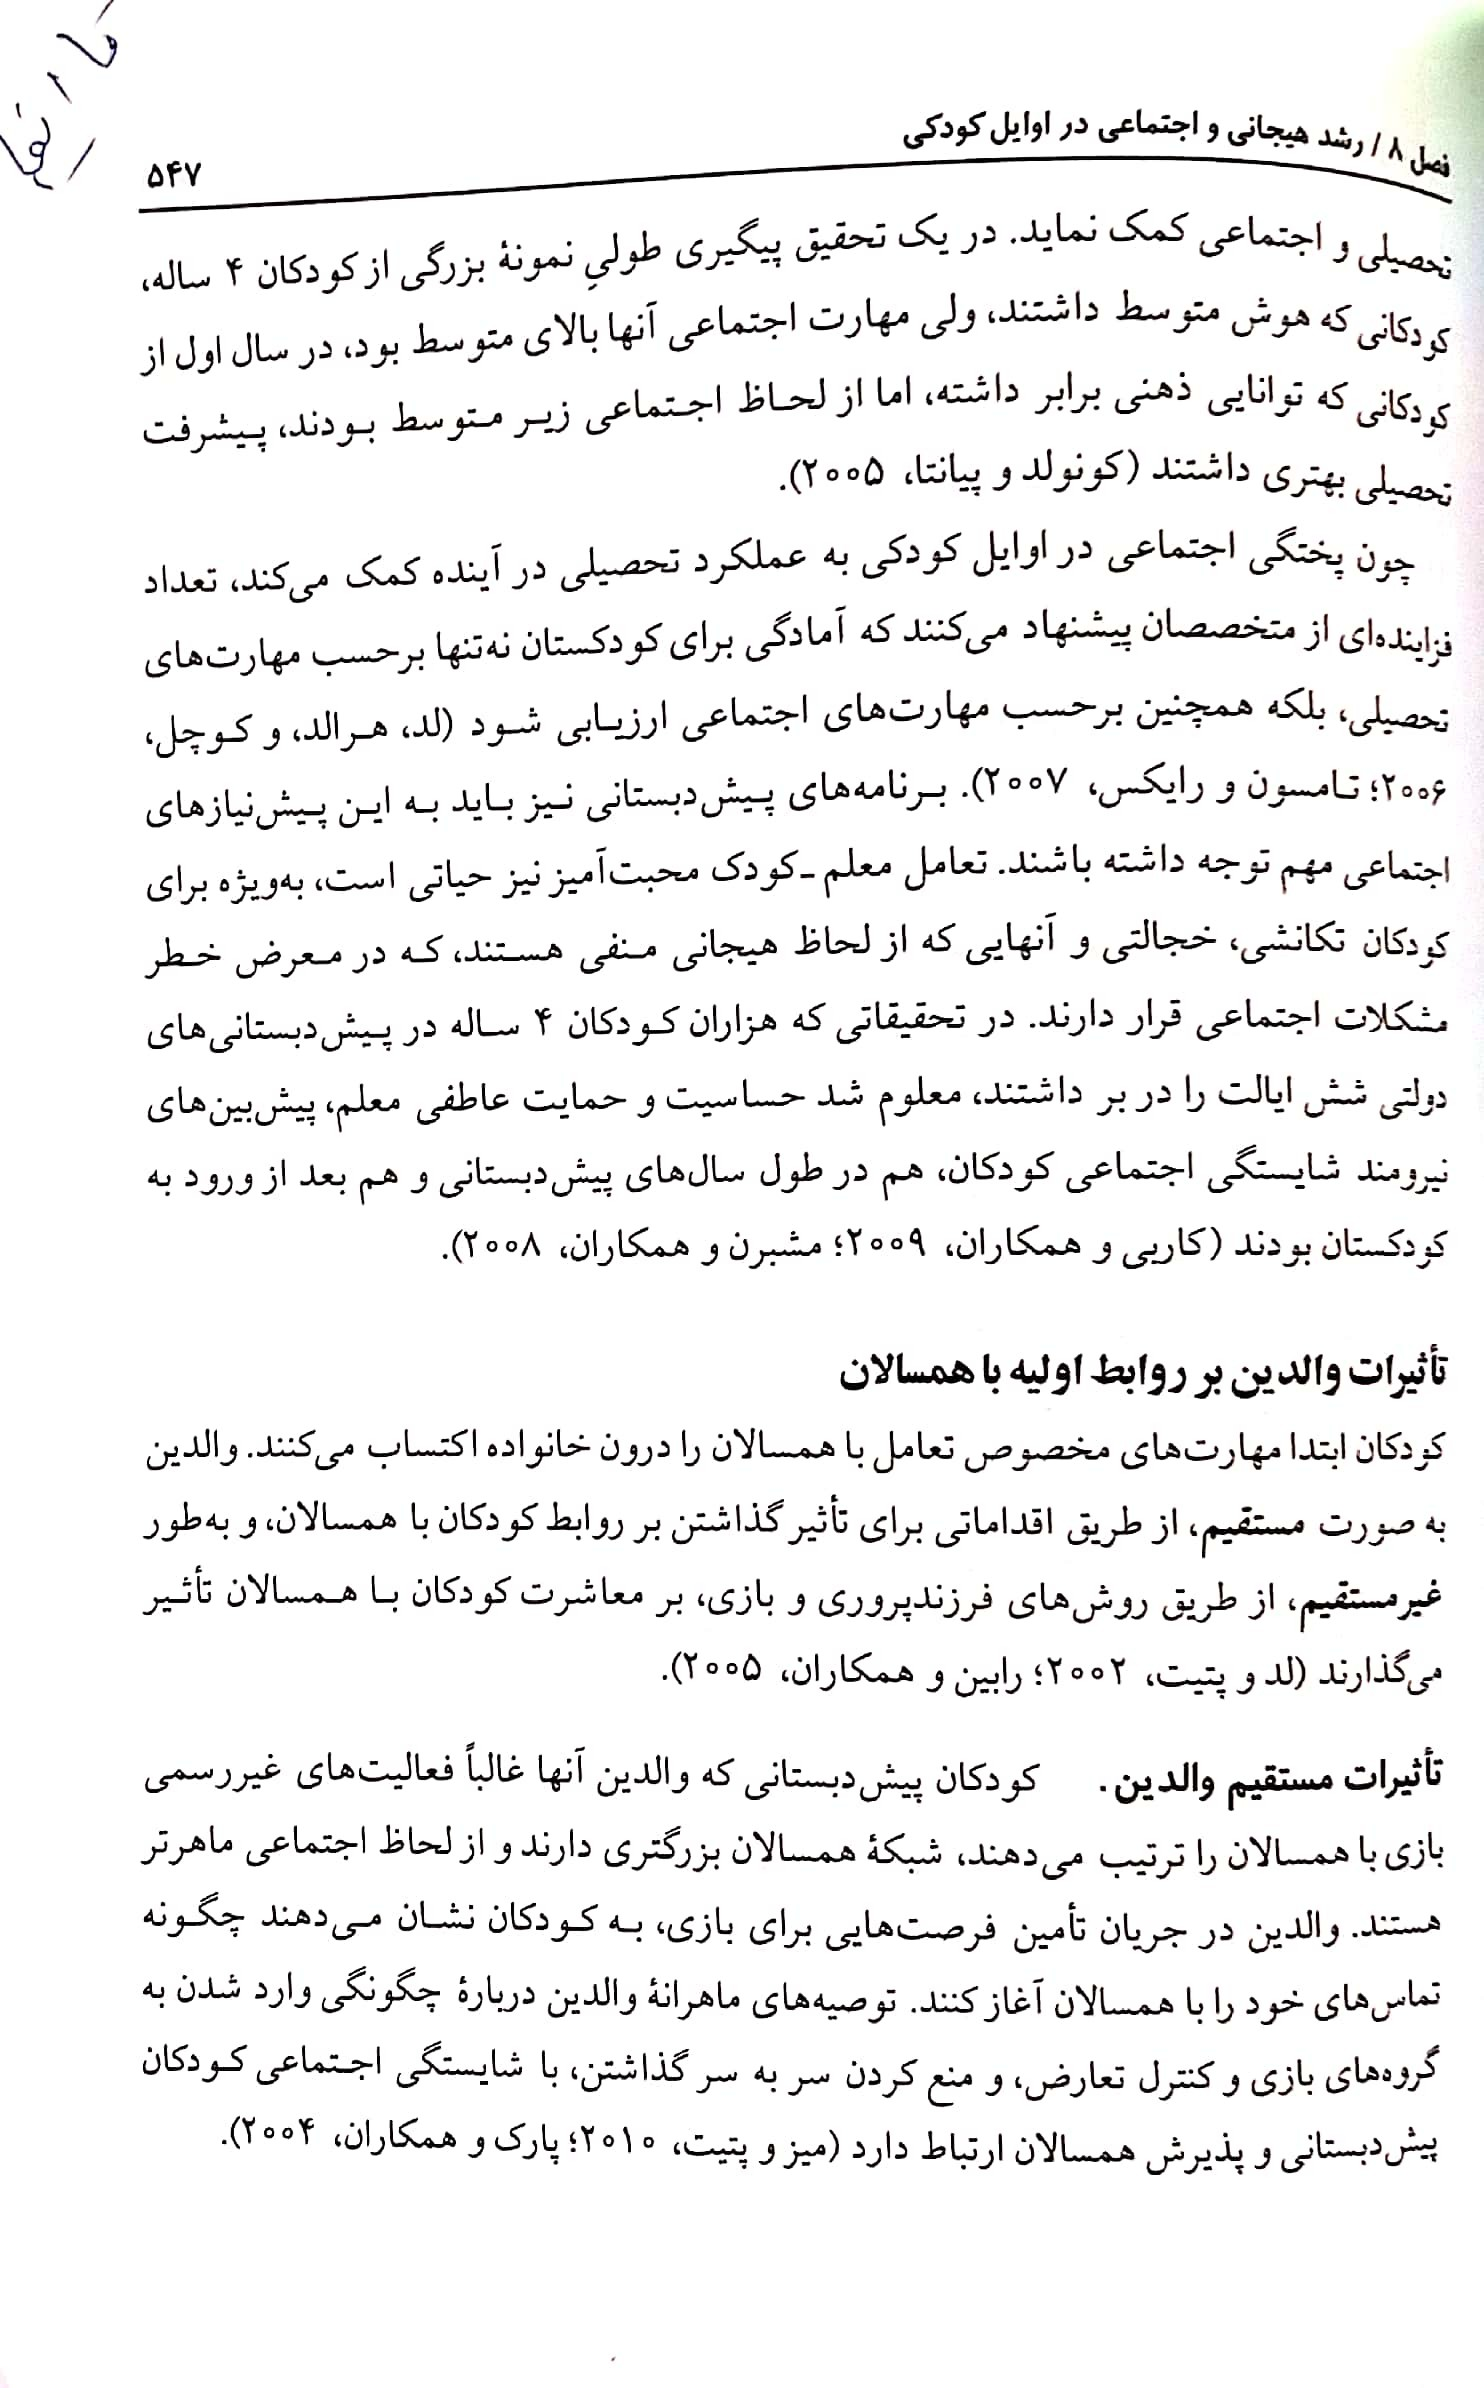 فصل ۸ / رشد هیجانی و اجتماعی در اوایل کودکی
۵۴۷
تحصیلی و اجتماعی کمک نماید. در یک تحقیق پیگیری طولیِ نمونهٔ بزرگی از کودکان ۴ ساله،
کودکانی که هوش متوسط داشتند، ولی مهارت اجتماعی آنها بالای متوسط بود، در سال اول از
کودکانی که توانایی ذهنی برابر داشته، اما از لحاظ اجتماعی زیر متوسط بودند، پیشرفت
تحصیلی بهتری داشتند (کونولد و پیانتا، ۲۰۰۵).
چون پختگی اجتماعی در اوایل کودکی به عملکرد تحصیلی در آینده کمک می‌کند، تعداد
فزاینده‌ای از متخصصان پیشنهاد می‌کنند که آمادگی برای کودکستان نه‌تنها برحسب مهارت‌های
تحصیلی، بلکه همچنین برحسب مهارت‌های اجتماعی ارزیابی شود (لد، هرالد، و کوچل،
۲۰۰۶؛ تامسون و رایکس، ۲۰۰۷). برنامه‌های پیش‌دبستانی نیز باید به این پیش‌نیازهای
اجتماعی مهم توجه داشته باشند. تعامل معلم ـ کودک محبت‌آمیز نیز حیاتی است، به‌ویژه برای
کودکان تکانشی، خجالتی و آنهایی که از لحاظ هیجانی منفی هستند، که در معرض خطر
مشکلات اجتماعی قرار دارند. در تحقیقاتی که هزاران کودکان ۴ ساله در پیش‌دبستانی‌های
دولتی شش ایالت را در بر داشتند، معلوم شد حساسیت و حمایت عاطفی معلم، پیش‌بین‌های
نیرومند شایستگی اجتماعی کودکان، هم در طول سال‌های پیش‌دبستانی و هم بعد از ورود به
کودکستان بودند (کاربی و همکاران، ۲۰۰۹؛ مشبرن و همکاران، ۲۰۰۸).
تأثیرات والدین بر روابط اولیه با همسالان
کودکان ابتدا مهارت‌های مخصوص تعامل با همسالان را درون خانواده اکتساب می‌کنند. والدین
به صورت مستقیم، از طریق اقداماتی برای تأثیر گذاشتن بر روابط کودکان با همسالان، و به‌طور
غیرمستقیم، از طریق روش‌های فرزندپروری و بازی، بر معاشرت کودکان با همسالان تأثیر
می‌گذارند (لد و پتیت، ۲۰۰۲؛ رابین و همکاران، ۲۰۰۵).
تأثیرات مستقیم والدین. کودکان پیش‌دبستانی که والدین آنها غالباً فعالیت‌های غیررسمی
بازی با همسالان را ترتیب می‌دهند، شبکهٔ همسالان بزرگتری دارند و از لحاظ اجتماعی ماهرتر
هستند. والدین در جریان تأمین فرصت‌هایی برای بازی، به کودکان نشان می‌دهند چگونه
تماس‌های خود را با همسالان آغاز کنند. توصیه‌های ماهرانهٔ والدین دربارهٔ چگونگی وارد شدن به
گروه‌های بازی و کنترل تعارض، و منع کردن سر به سر گذاشتن، با شایستگی اجتماعی کودکان
پیش‌دبستانی و پذیرش همسالان ارتباط دارد (میز و پتیت، ۲۰۱۰؛ پارک و همکاران، ۲۰۰۴).